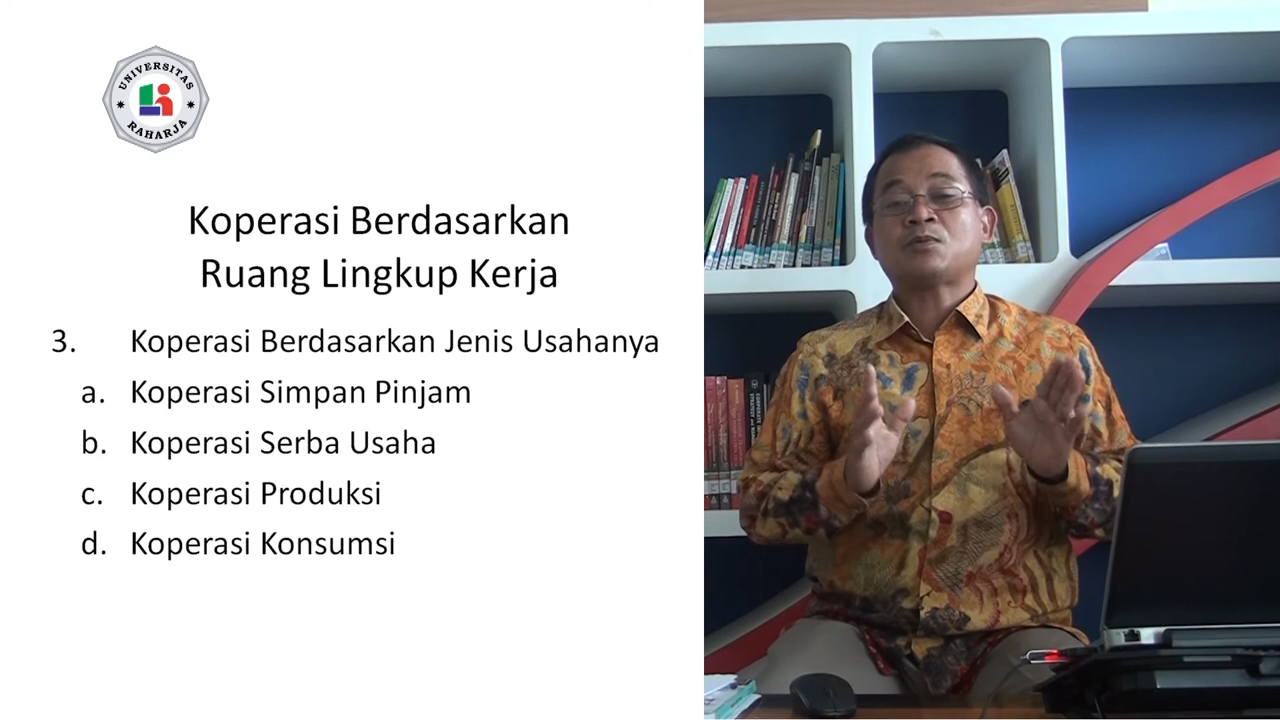 UNIVERSITAS
RAHARJA
Koperasi Berdasarkan
Ruang Lingkup Kerja
3. Koperasi Berdasarkan Jenis Usahanya
a. Koperasi Simpan Pinjam
b. Koperasi Serba Usaha
c. Koperasi Produksi
d. Koperasi Konsumsi